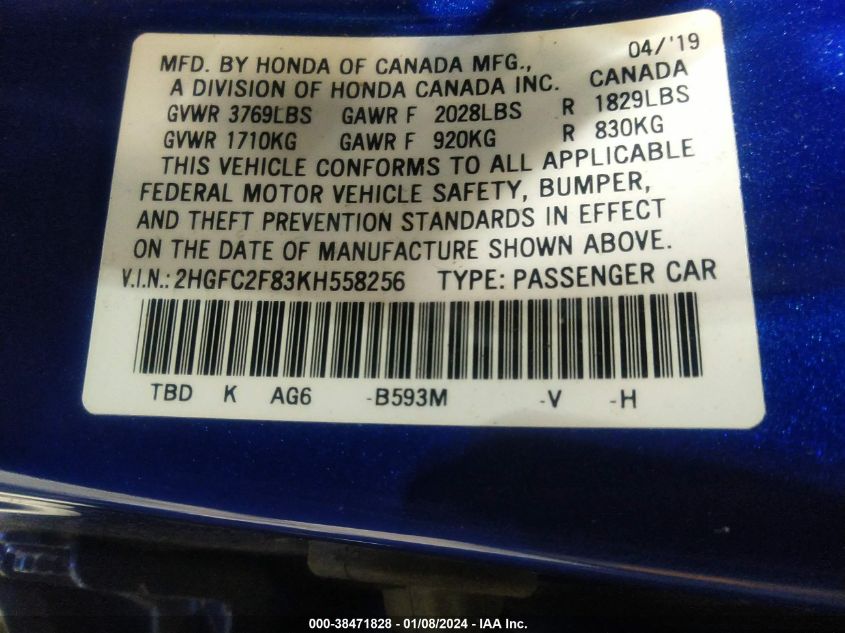 MFD. BY HONDA OF CANADA MFG., 04/'19
A DIVISION OF HONDA CANADA INC. CANADA
GVWR 3769LBS GAWR F 2028LBS R 1829LBS
GVWR 1710KG GAWR F 920KG R 830KG
THIS VEHICLE CONFORMS TO ALL APPLICABLE
FEDERAL MOTOR VEHICLE SAFETY, BUMPER,
AND THEFT PREVENTION STANDARDS IN EFFECT
ON THE DATE OF MANUFACTURE SHOWN ABOVE.
V.I.N.: 2HGFC2F83KH558256 TYPE: PASSENGER CAR
TBD K AG6 -B593M -V -H
000-38471828 - 01/08/2024 - IAA Inc.